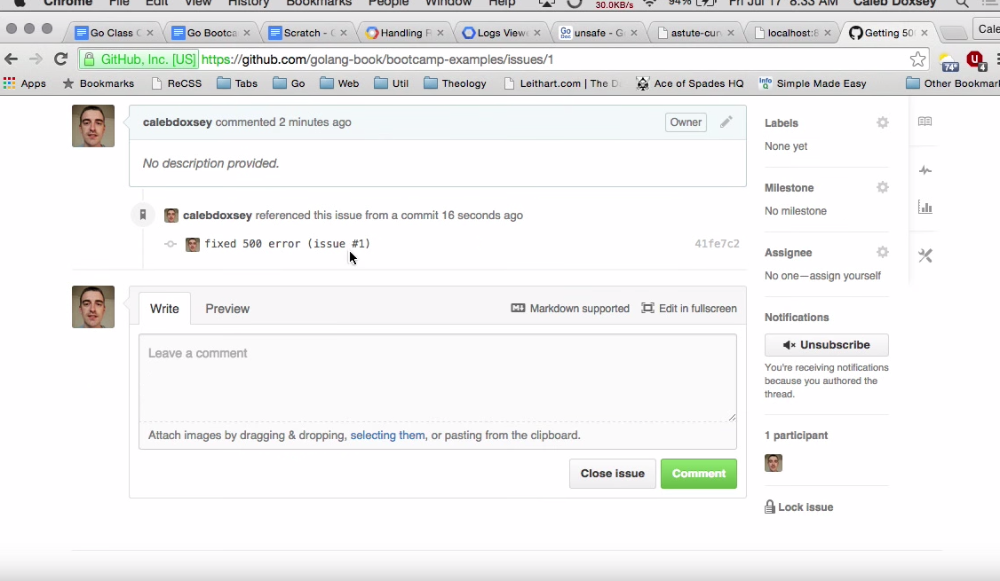 Chrome File Edit View History Bookmarks People Window Help 30.0KB/s 94% Fri Jul 17 8:33 AM Caleb Doxsey
Go Class Go Bootca Scratch - Handling Logs View unsafe - G astute-cur localhost:8 Getting 50 Cale
GitHub, Inc. [US] https://github.com/golang-book/bootcamp-examples/issues/1 74° 4
Apps Bookmarks ReCSS Tabs Go Web Util Theology Leithart.com | The D Ace of Spades HQ Simple Made Easy Other Bookmar
calebdoxsey commented 2 minutes ago Owner
No description provided.
calebdoxsey referenced this issue from a commit 16 seconds ago
fixed 500 error (issue #1) 41fe7c2
Write Preview Markdown supported Edit in fullscreen
Leave a comment
Attach images by dragging & dropping, selecting them, or pasting from the clipboard.
Close issue Comment
Labels
None yet
Milestone
No milestone
Assignee
No one—assign yourself
Notifications
Unsubscribe
You're receiving notifications
because you authored the
thread.
1 participant
Lock issue